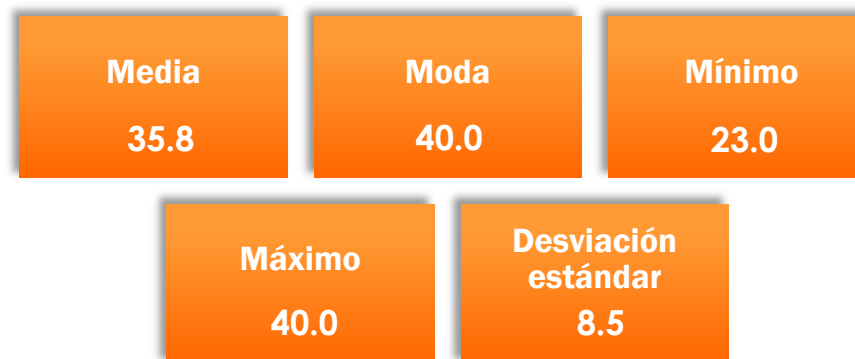 Media
35.8
Moda
40.0
Mínimo
23.0
Máximo
40.0
Desviación
estándar
8.5